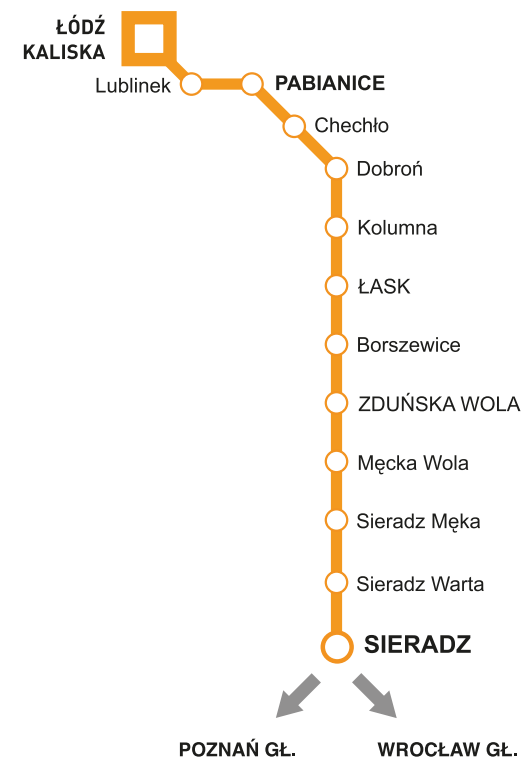 ŁÓDŹ
KALISKA
Lublinek
PABIANICE
Chechło
Dobroń
Kolumna
ŁASK
Borszewice
ZDUŃSKA WOLA
Męcka Wola
Sieradz Męka
Sieradz Warta
SIERADZ
POZNAŃ GŁ.
WROCŁAW GŁ.